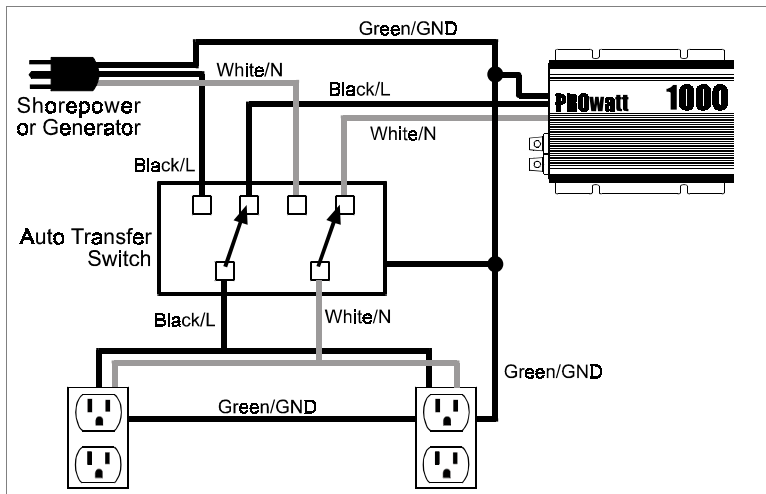 Green/GND
White/N
Black/L
PROwatt 1000
Shorepower
or Generator
White/N
Black/L
Auto Transfer
Switch
Black/L
White/N
Green/GND
Green/GND